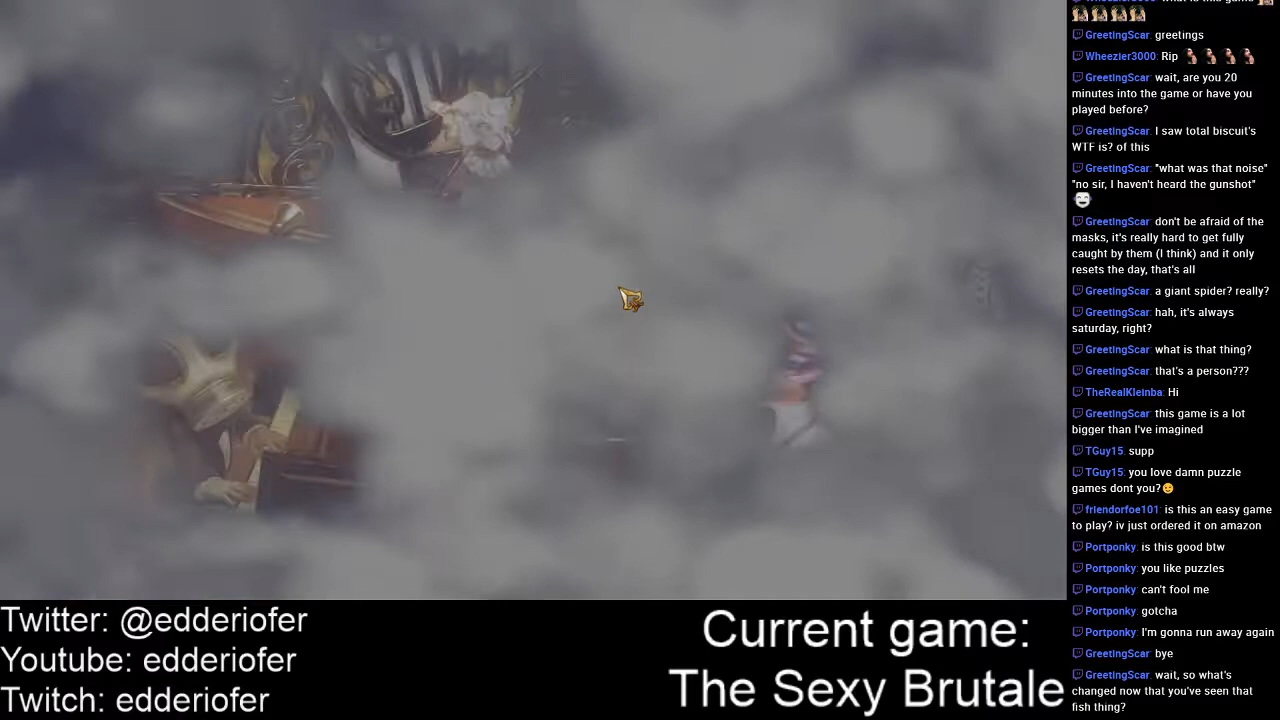 GreetingScar: greetings
Wheezier3000: Rip
GreetingScar: wait, are you 20
minutes into the game or have you
played before?
GreetingScar: I saw total biscuit's
WTF is? of this
GreetingScar: "what was that noise"
"no sir, I haven't heard the gunshot"
GreetingScar: don't be afraid of the
masks, it's really hard to get fully
caught by them (I think) and it only
resets the day, that's all
GreetingScar: a giant spider? really?
GreetingScar: hah, it's always
saturday, right?
GreetingScar: what is that thing?
GreetingScar: that's a person???
TheRealKleinba: Hi
GreetingScar: this game is a lot
bigger than I've imagined
TGuy15: supp
TGuy15: you love damn puzzle
games dont you?
friendorfoe101: is this an easy game
to play? iv just ordered it on amazon
Portponky: is this good btw
Portponky: you like puzzles
Portponky: can't fool me
Portponky: gotcha
Portponky: I'm gonna run away again
GreetingScar: bye
GreetingScar: wait, so what's
changed now that you've seen that
fish thing?
Twitter: @edderiofer
Youtube: edderiofer
Twitch: edderiofer
Current game:
The Sexy Brutale